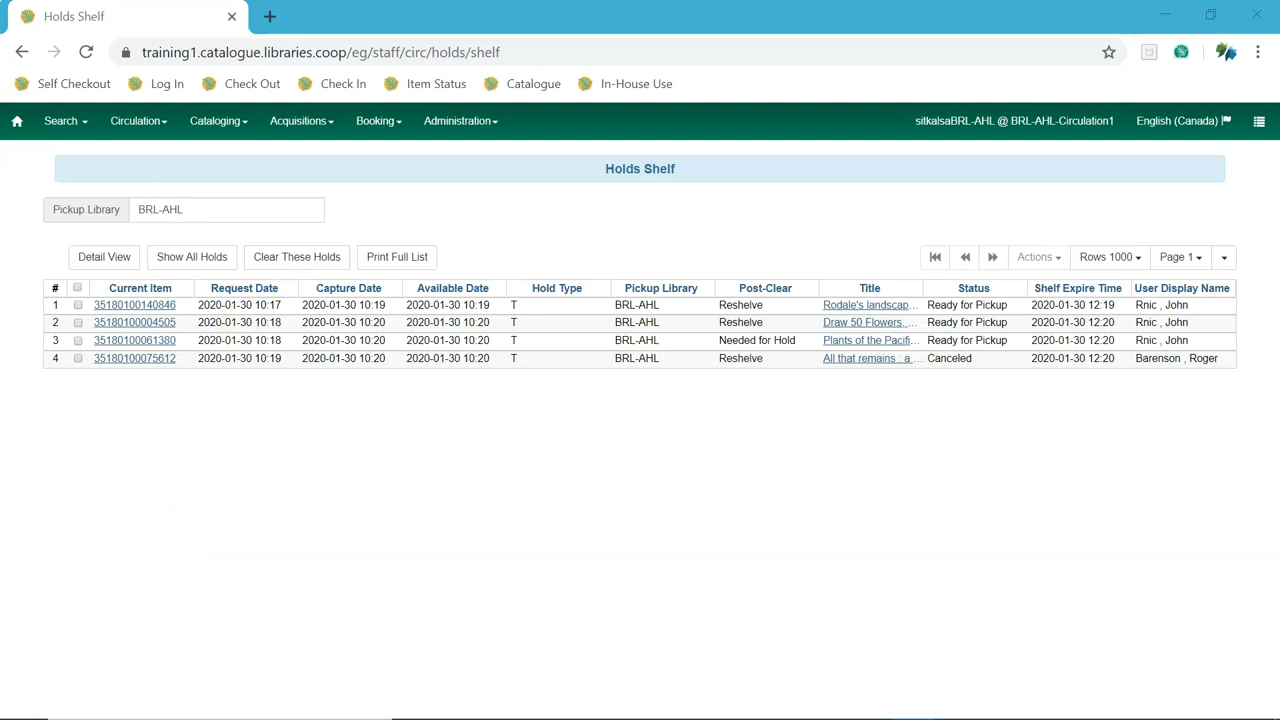 Holds Shelf
training1.catalogue.libraries.coop/eg/staff/circ/holds/shelf
Self Checkout Log In Check Out Check In Item Status Catalogue In-House Use
Search Circulation Cataloging Acquisitions Booking Administration sitkalsaBRL-AHL @ BRL-AHL-Circulation1 English (Canada)
Holds Shelf
Pickup Library BRL-AHL
Detail View Show All Holds Clear These Holds Print Full List Actions Rows 1000 Page 1
# Current Item Request Date Capture Date Available Date Hold Type Pickup Library Post-Clear Title Status Shelf Expire Time User Display Name
1 35180100140846 2020-01-30 10:17 2020-01-30 10:19 2020-01-30 10:19 T BRL-AHL Reshelve Rodale's landscap... Ready for Pickup 2020-01-30 12:19 Rnic , John
2 35180100004505 2020-01-30 10:18 2020-01-30 10:20 2020-01-30 10:20 T BRL-AHL Reshelve Draw 50 Flowers, ... Ready for Pickup 2020-01-30 12:20 Rnic , John
3 35180100061380 2020-01-30 10:18 2020-01-30 10:20 2020-01-30 10:20 T BRL-AHL Needed for Hold Plants of the Pacifi... Ready for Pickup 2020-01-30 12:20 Rnic , John
4 35180100075612 2020-01-30 10:19 2020-01-30 10:20 2020-01-30 10:20 T BRL-AHL Reshelve All that remains : a ... Canceled 2020-01-30 12:20 Barenson , Roger